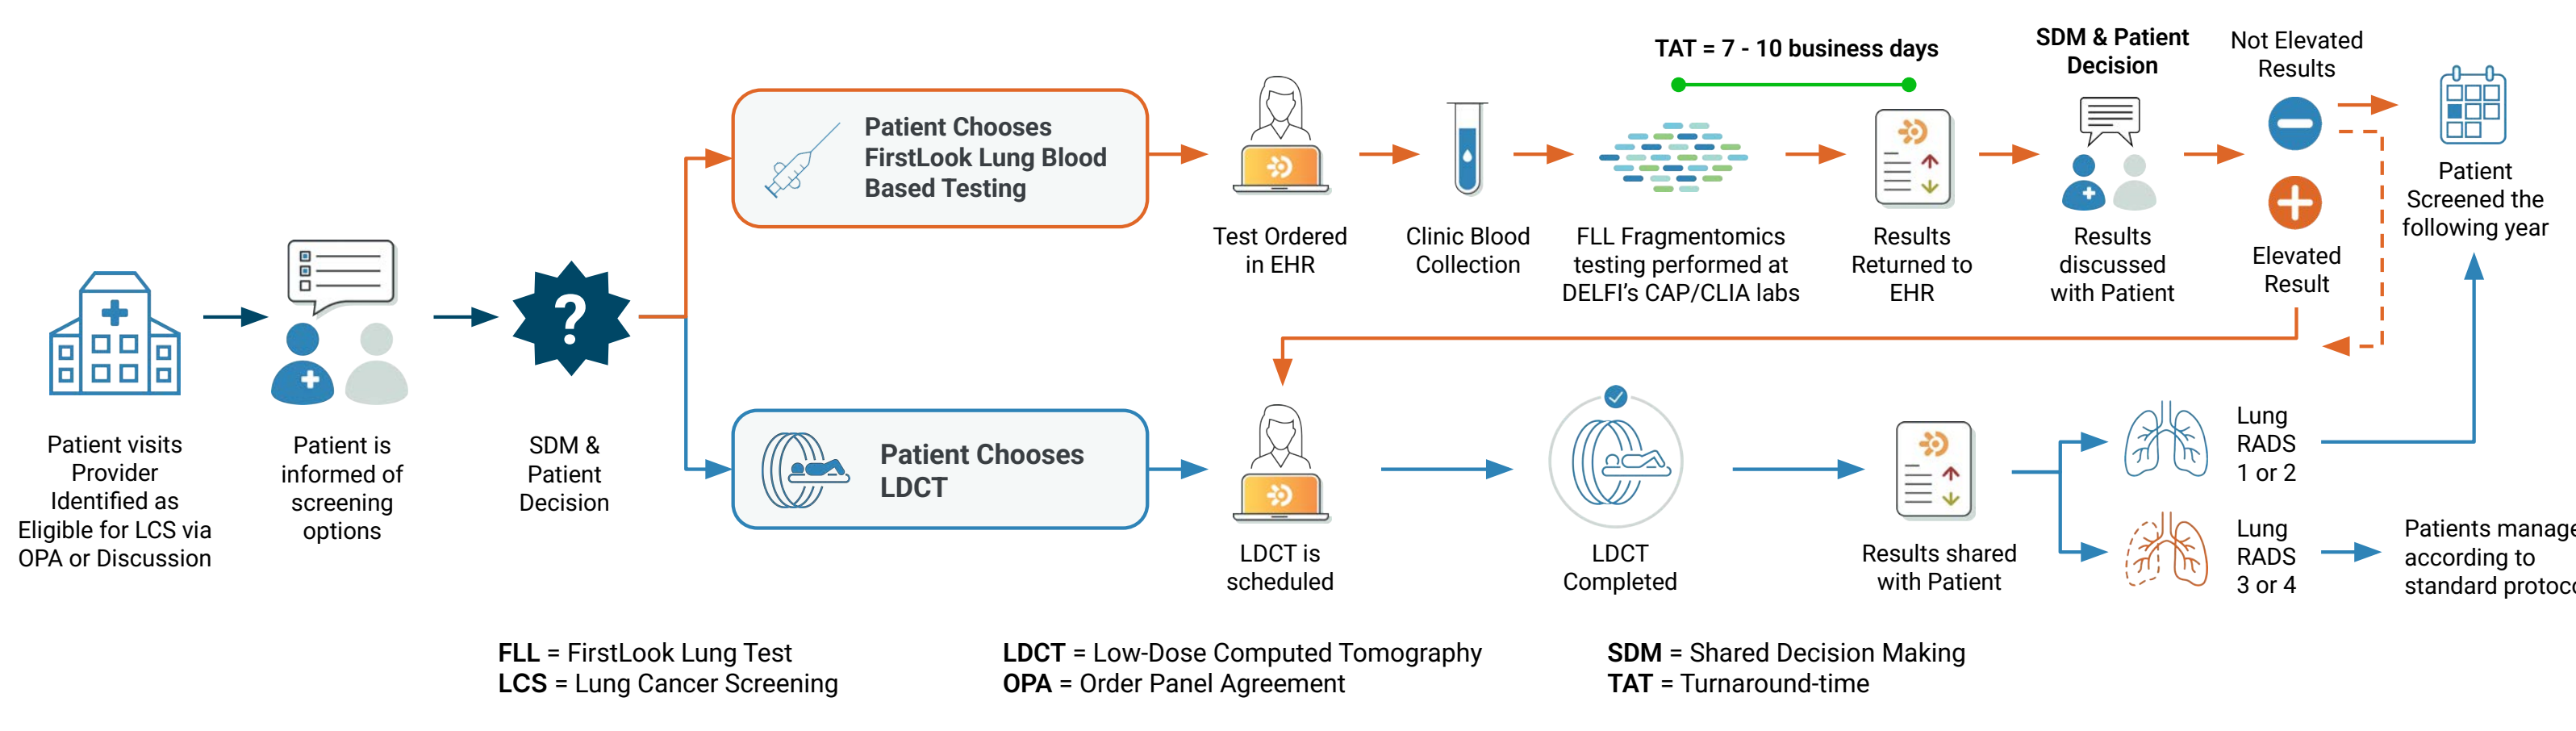 Patient visits
Provider
Identified as
Eligible for LCS via
OPA or Discussion
Patient is
informed of
screening
options
?
SDM &
Patient
Decision
Patient Chooses
FirstLook Lung Blood
Based Testing
Test Ordered
in EHR
Clinic Blood
Collection
TAT = 7 - 10 business days
FLL Fragmentomics
testing performed at
DELFI's CAP/CLIA labs
Results
Returned to
EHR
SDM & Patient
Decision
Results
discussed
with Patient
Not Elevated
Results
Elevated
Result
Patient
Screened the
following year
Patient Chooses
LDCT
LDCT is
scheduled
LDCT
Completed
Results shared
with Patient
Lung
RADS
1 or 2
Lung
RADS
3 or 4
Patients manage
according to
standard protoc
FLL = FirstLook Lung Test
LCS = Lung Cancer Screening
LDCT = Low-Dose Computed Tomography
OPA = Order Panel Agreement
SDM = Shared Decision Making
TAT = Turnaround-time